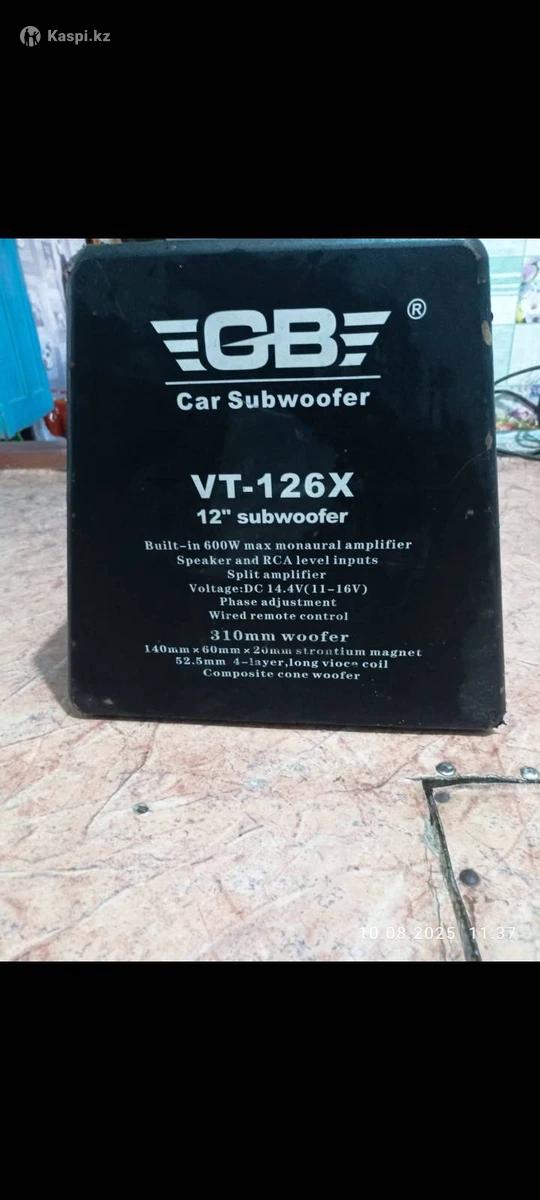 Kaspi.kz
GB®
Car Subwoofer
VT-126X
12" subwoofer
Built-in 600W max monaural amplifier
Speaker and RCA level inputs
Split amplifier
Voltage:DC 14.4V(11-16V)
Phase adjustment
Wired remote control
310mm woofer
140mm×60mm×20mm strontium magnet
52.5mm 4-layer,long vioce coil
Composite cone woofer
10.08.2025 11:37